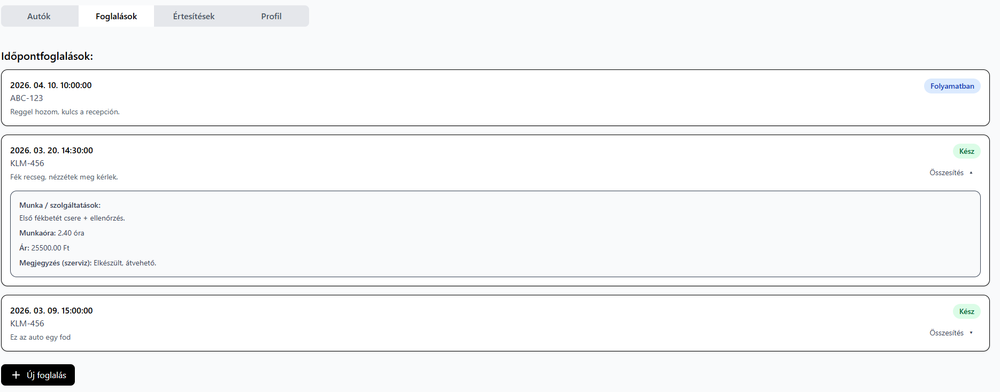 Autók
Foglalások
Értesítések
Profil
Időpontfoglalások:
2026. 04. 10. 10:00:00
Folyamatban
ABC-123
Reggel hozom, kulcs a recepción.
2026. 03. 20. 14:30:00
Kész
KLM-456
Összesítés
Fék recseg, nézzétek meg kérlek.
Munka / szolgáltatások:
Első fékbetét csere + ellenőrzés.
Munkaóra: 2.40 óra
Ár: 25500.00 Ft
Megjegyzés (szerviz): Elkészült, átvehető.
2026. 03. 09. 15:00:00
Kész
KLM-456
Összesítés
Ez az auto egy fod
+ Új foglalás